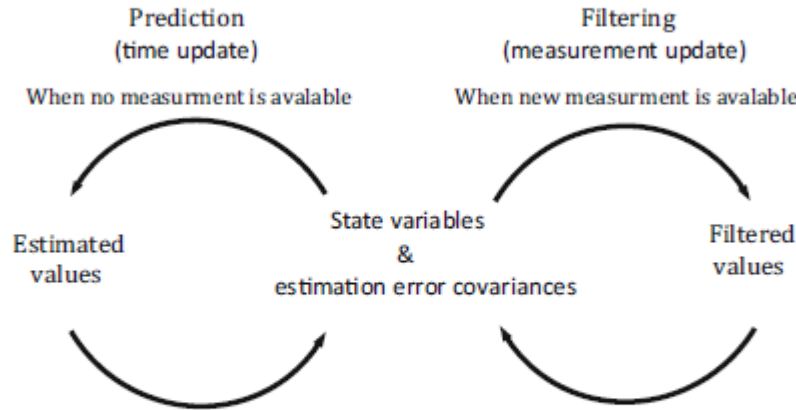 Prediction
(time update)
When no measurment is avalable
Filtering
(measurement update)
When new measurment is avalable
Estimated
values
State variables
&
estimation error covariances
Filtered
values